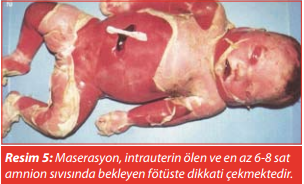 Resim 5: Maserasyon, intrauterin ölen ve en az 6-8 sat
amnion sıvısında bekleyen fötüste dikkati çekmektedir.